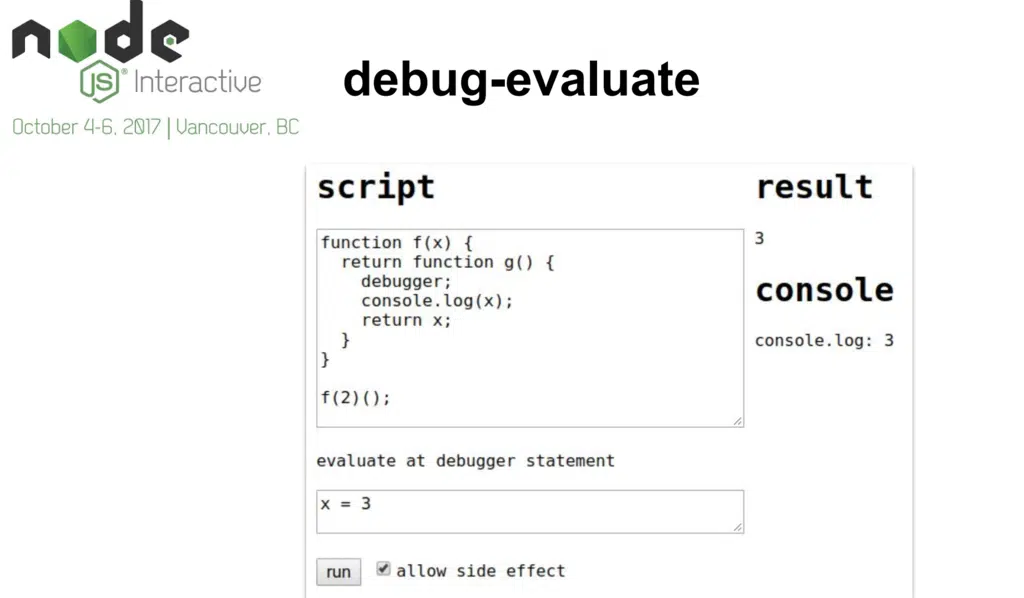 node
JS Interactive
October 4-6, 2017 | Vancouver, BC
debug-evaluate
script
function f(x) {
  return function g() {
    debugger;
    console.log(x);
    return x;
  }
}
f(2)();
evaluate at debugger statement
x = 3
run
allow side effect
result
3
console
console.log: 3